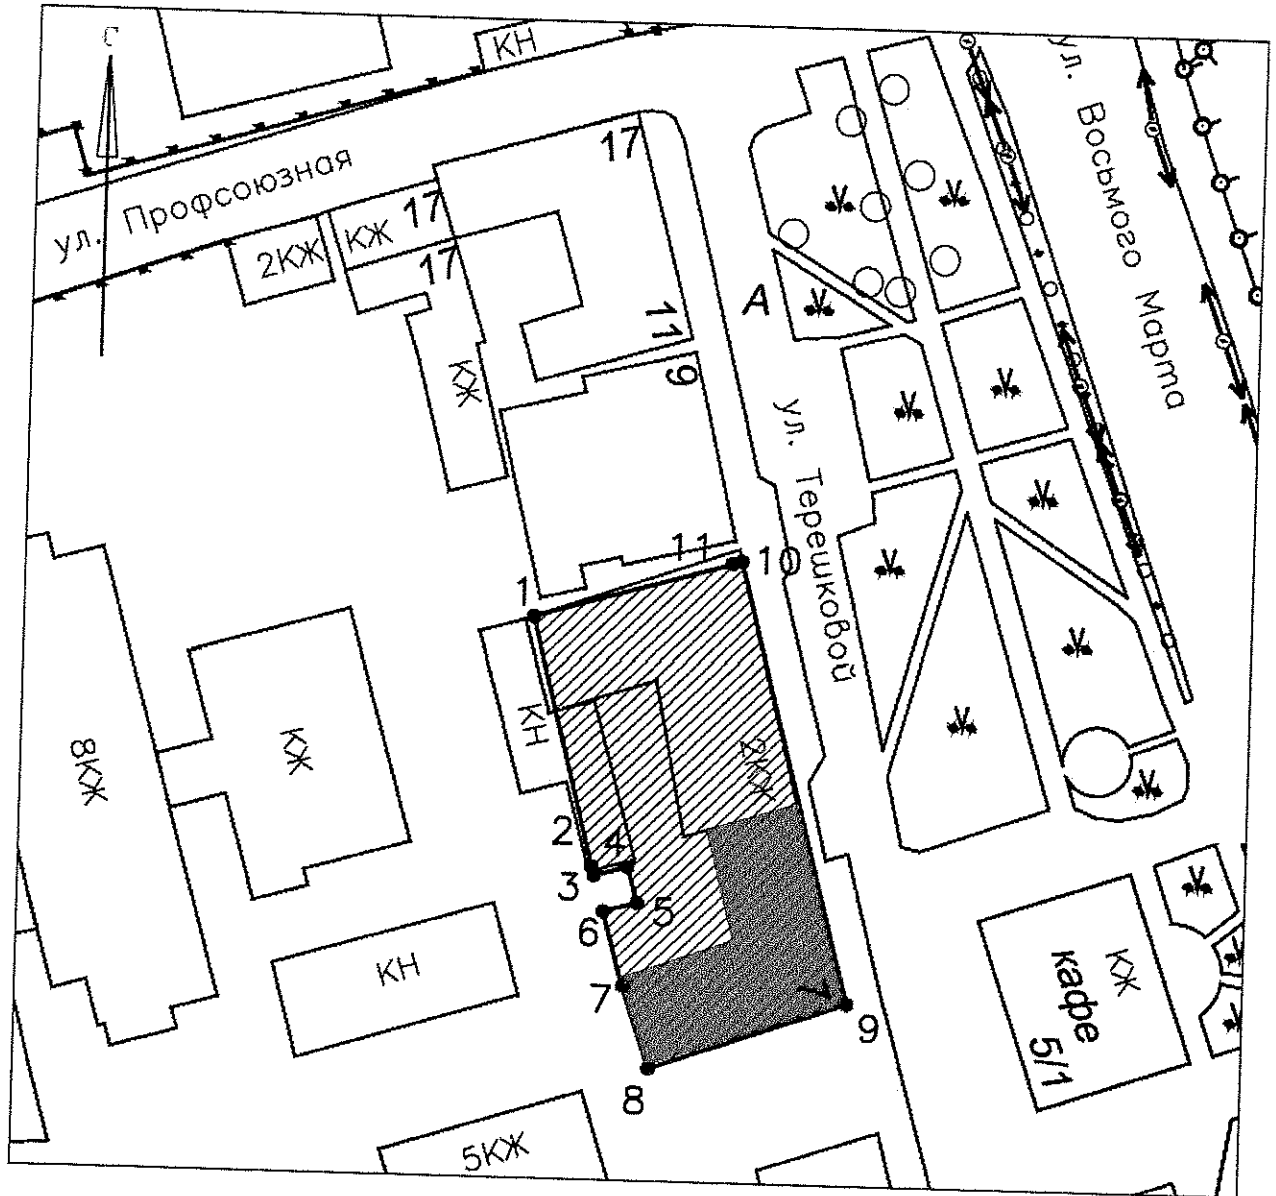 С
КН
17
ул. Профсоюзная
17
КЖ
2КЖ
17
ул. Восьмого Марта
А
11
9
КЖ
ул. Терешковой
11
10
1
КН
2КЖ
КЖ
8КЖ
2
4
3
5
6
КН
7
7
9
8
КЖ
кафе
5/1
5КЖ